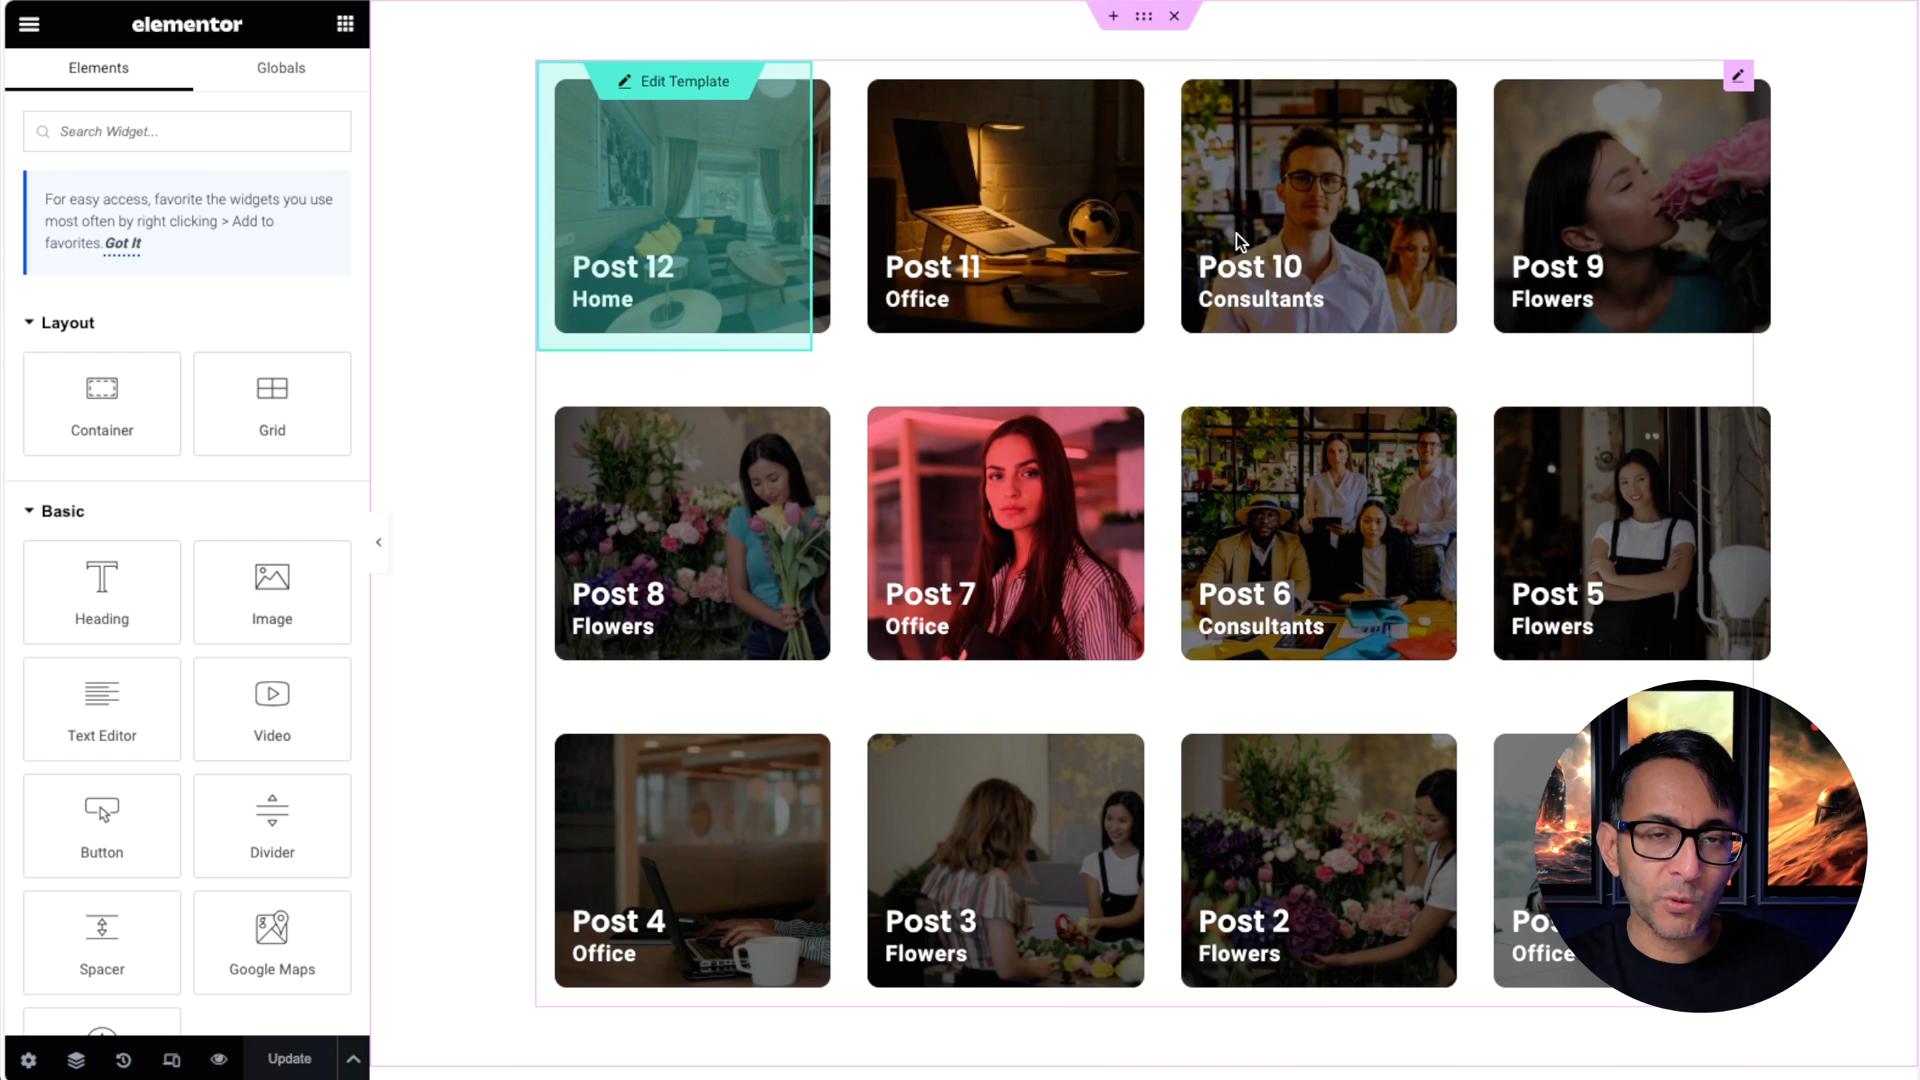 elementor
Elements
Globals
Search Widget...
For easy access, favorite the widgets you use
most often by right clicking > Add to
favorites. Got It
Layout
Container
Grid
Basic
Heading
Image
Text Editor
Video
Button
Divider
Spacer
Google Maps
Update
Edit Template
Post 12
Home
Post 11
Office
Post 10
Consultants
Post 9
Flowers
Post 8
Flowers
Post 7
Office
Post 6
Consultants
Post 5
Flowers
Post 4
Office
Post 3
Flowers
Post 2
Flowers
Office